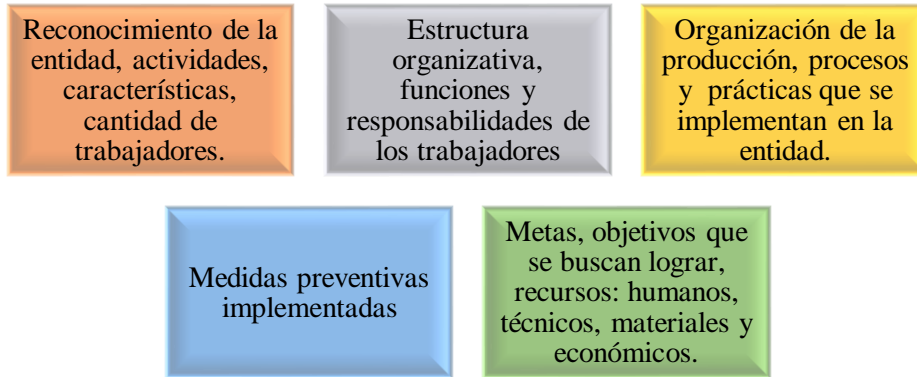 Reconocimiento de la
entidad, actividades,
características,
cantidad de
trabajadores.
Estructura
organizativa,
funciones y
responsabilidades de
los trabajadores
Organización de la
producción, procesos
y prácticas que se
implementan en la
entidad.
Medidas preventivas
implementadas
Metas, objetivos que
se buscan lograr,
recursos: humanos,
técnicos, materiales y
económicos.